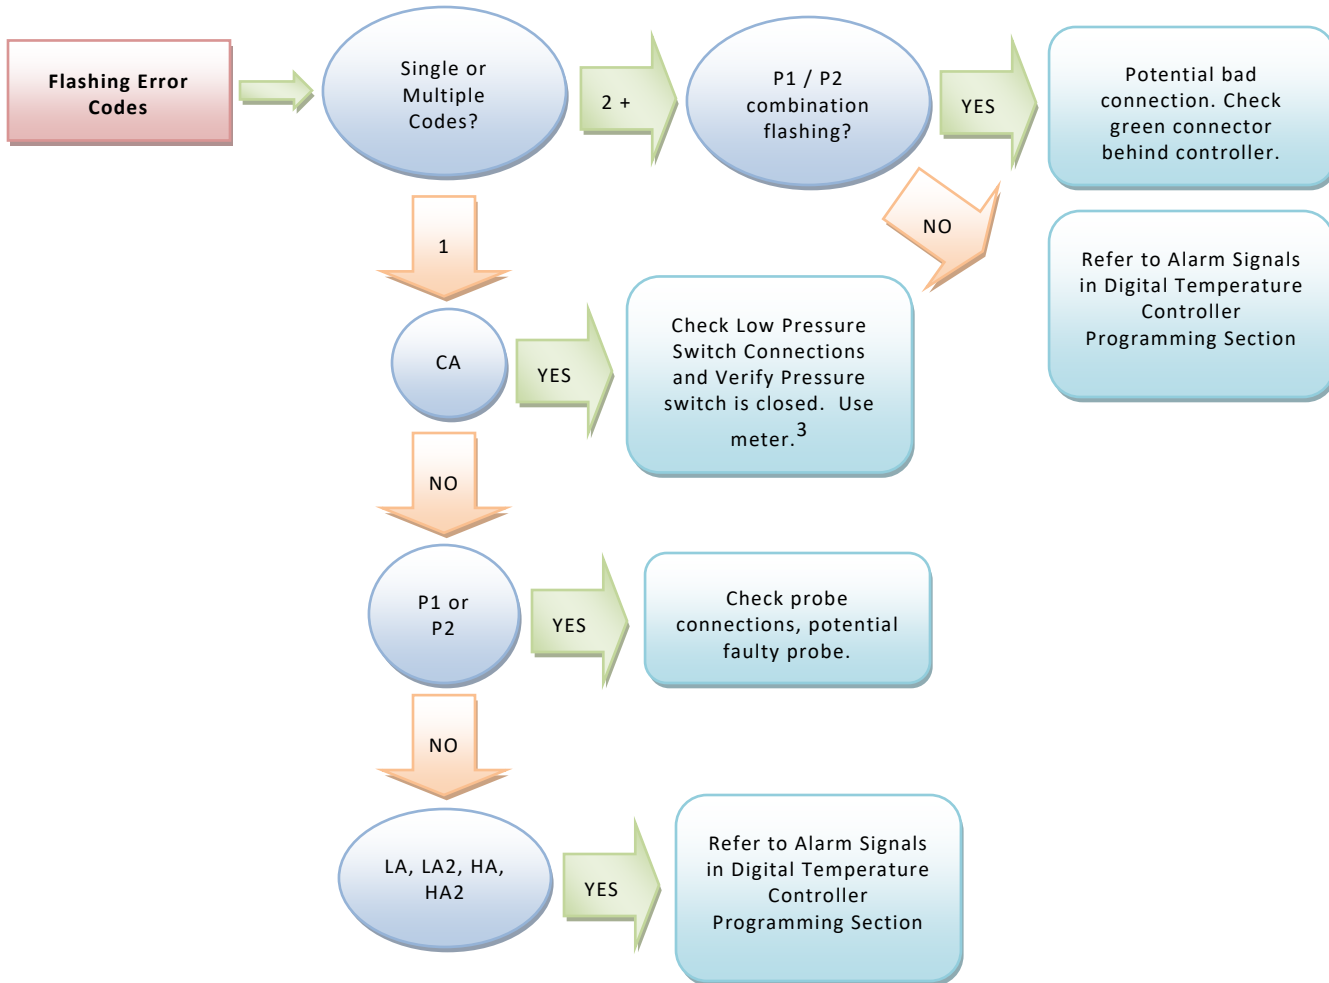 Flashing Error
Codes
Single or
Multiple
Codes?
2 +
P1 / P2
combination
flashing?
YES
Potential bad
connection. Check
green connector
behind controller.
NO
Refer to Alarm Signals
in Digital Temperature
Controller
Programming Section
1
CA
YES
Check Low Pressure
Switch Connections
and Verify Pressure
switch is closed.  Use
meter.3
NO
P1 or
P2
YES
Check probe
connections, potential
faulty probe.
NO
LA, LA2, HA,
HA2
YES
Refer to Alarm Signals
in Digital Temperature
Controller
Programming Section